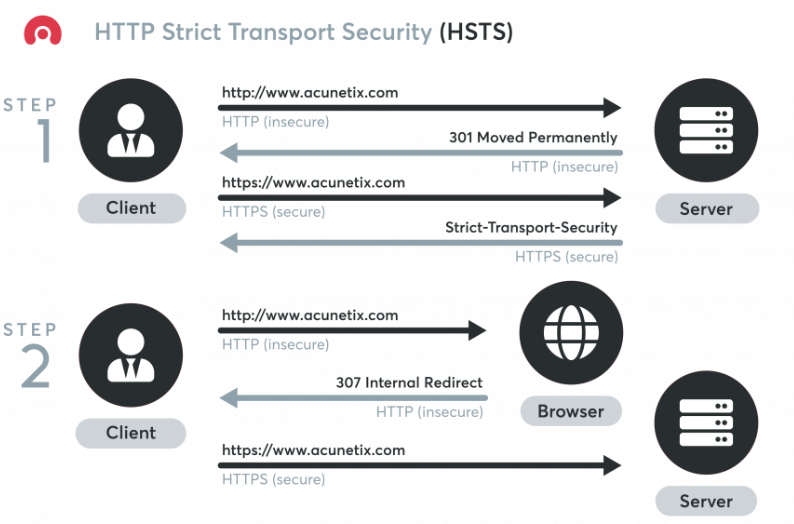 HTTP Strict Transport Security (HSTS)
STEP
1
http://www.acunetix.com
HTTP (insecure)
301 Moved Permanently
HTTP (insecure)
https://www.acunetix.com
HTTPS (secure)
Strict-Transport-Security
HTTPS (secure)
Client
Server
STEP
2
http://www.acunetix.com
HTTP (insecure)
307 Internal Redirect
HTTP (insecure)
Browser
Client
https://www.acunetix.com
HTTPS (secure)
Server